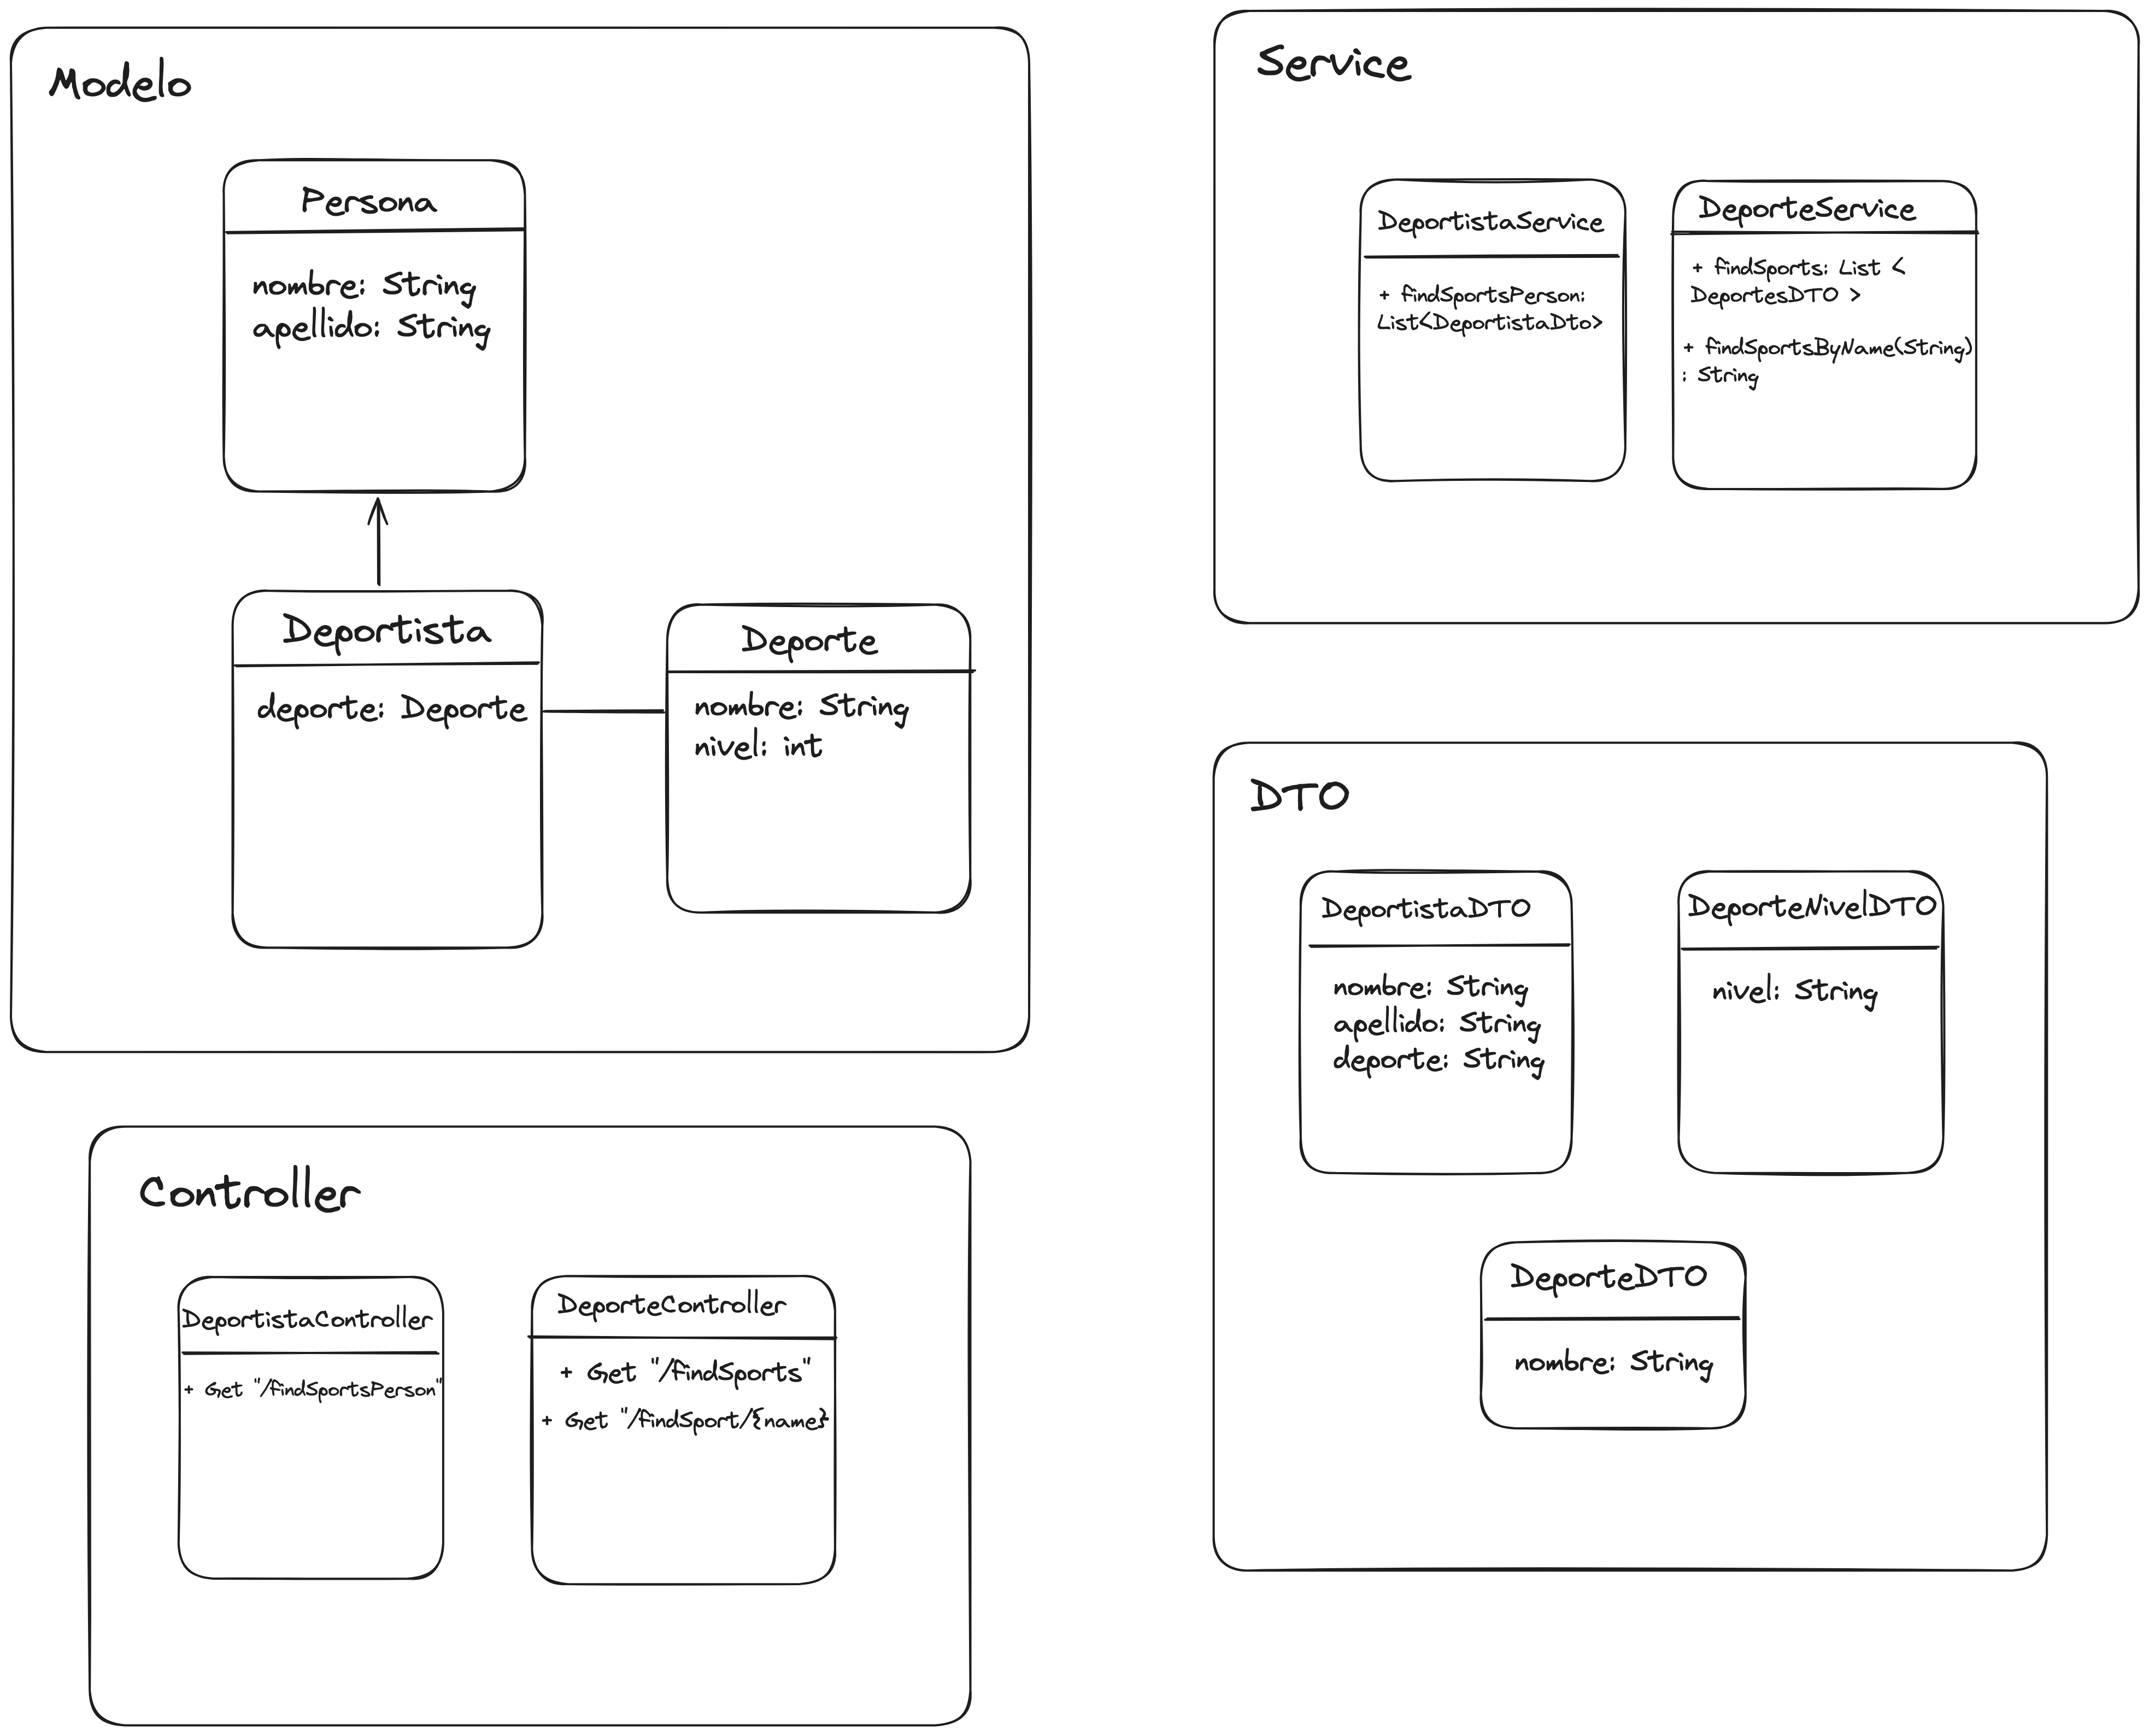 Modelo
Persona
nombre: String
apellido: String
Deportista
deporte: Deporte
Deporte
nombre: String
nivel: int
Service
DeportistaService
+ findSportsPerson:
List<DeportistaDto>
DeporteService
+ findSports: List <
DeportesDTO >
+ findSportsByName(String)
: String
DTO
DeportistaDTO
nombre: String
apellido: String
deporte: String
DeporteNivelDTO
nivel: String
DeporteDTO
nombre: String
Controller
DeportistaController
+ Get "/findSportsPerson"
DeporteController
+ Get "/findSports"
+ Get "/findSport/{name}